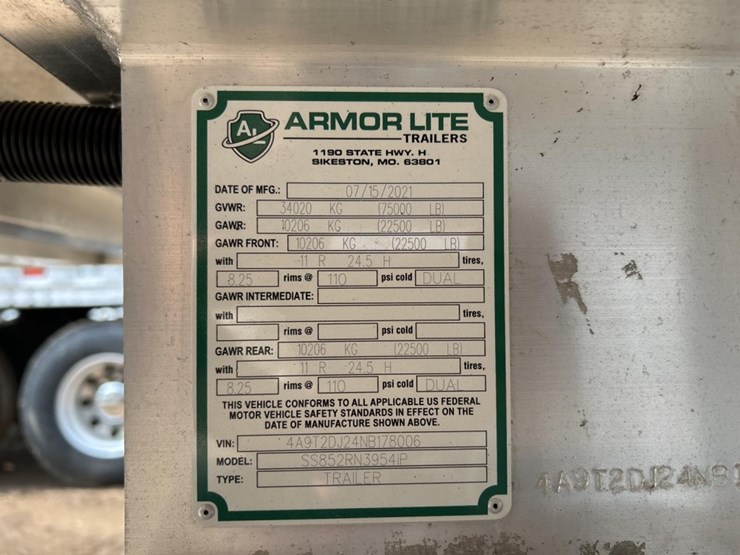 AL
ARMOR LITE
TRAILERS
1190 STATE HWY. H
SIKESTON, MO. 63801
DATE OF MFG.: 07/15/2021
GVWR: 34020 KG (75000 LB)
GAWR: 10206 KG (22500 LB)
GAWR FRONT: 10206 KG (22500 LB)
with 11 R 24.5 H tires,
8.25 rims @ 110 psi cold DUAL
GAWR INTERMEDIATE:
with tires,
rims @ psi cold
GAWR REAR: 10206 KG (22500 LB)
with 11 R 24.5 H tires,
8.25 rims @ 110 psi cold DUAL
THIS VEHICLE CONFORMS TO ALL APPLICABLE US FEDERAL
MOTOR VEHICLE SAFETY STANDARDS IN EFFECT ON THE
DATE OF MANUFACTURE SHOWN ABOVE.
VIN: 4A9T2DJ24NB178006
MODEL: SS852RN3954IP
TYPE: TRAILER
4A9T2DJ24NB1